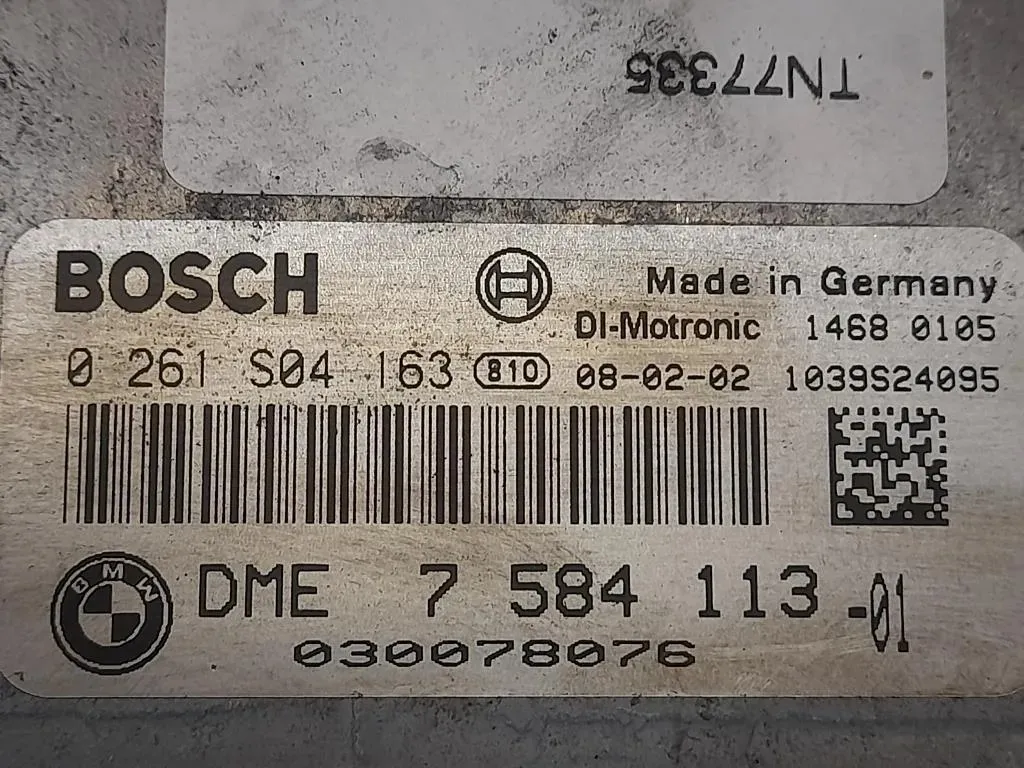 TN77335
BOSCH
Made in Germany
DI-Motronic 1468 0105
0 261 S04 163 810 08-02-02 1039S24095
BMW
DME 7 584 113 -01
030078076